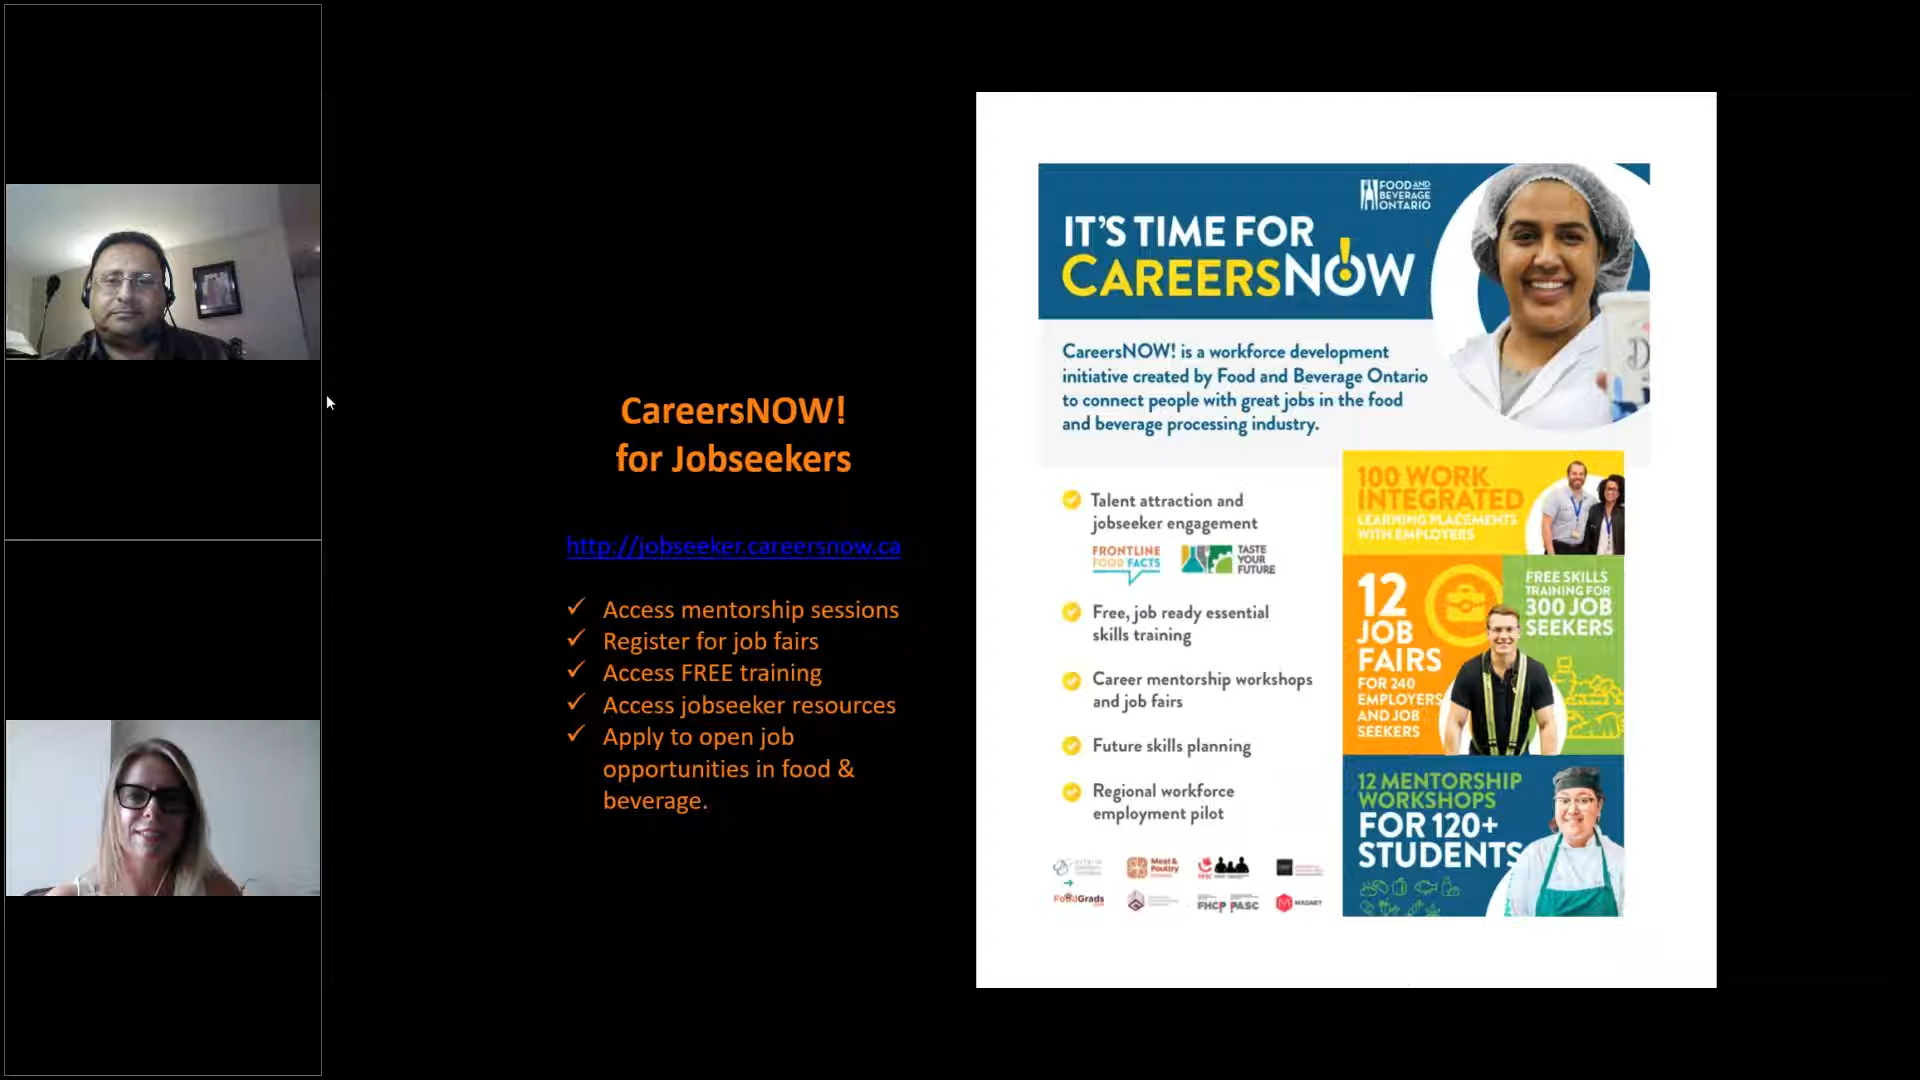 CareersNOW!
for Jobseekers
http://jobseeker.careersnow.ca
✓ Access mentorship sessions
✓ Register for job fairs
✓ Access FREE training
✓ Access jobseeker resources
✓ Apply to open job
opportunities in food &
beverage.
FOOD AND
BEVERAGE
ONTARIO
IT'S TIME FOR
CAREERSNOW!
CareersNOW! is a workforce development
initiative created by Food and Beverage Ontario
to connect people with great jobs in the food
and beverage processing industry.
Talent attraction and
jobseeker engagement
FRONTLINE
FOOD FACTS
TASTE
YOUR
FUTURE
Free, job ready essential
skills training
Career mentorship workshops
and job fairs
Future skills planning
Regional workforce
employment pilot
Meat &
Poultry
FoodGrads
FHCP PASC
MAGNET
100 WORK
INTEGRATED
LEARNING PLACEMENTS
WITH EMPLOYERS
12
JOB
FAIRS
FOR 240
EMPLOYERS
AND JOB
SEEKERS
FREE SKILLS
TRAINING FOR
300 JOB
SEEKERS
12 MENTORSHIP
WORKSHOPS
FOR 120+
STUDENTS